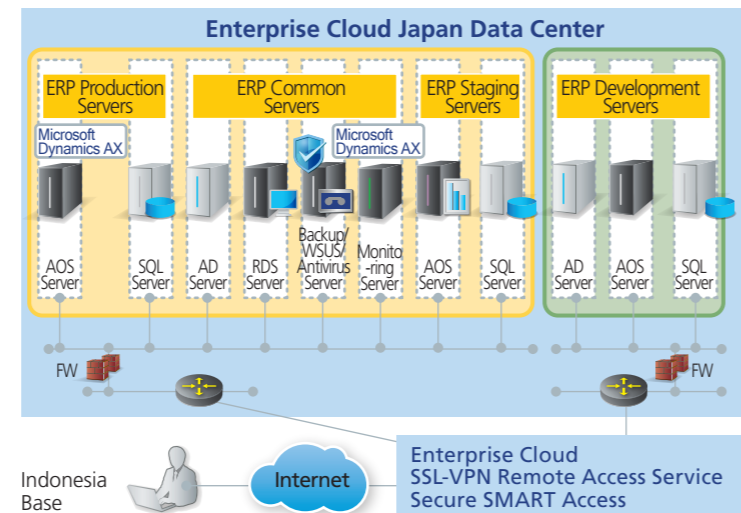 Enterprise Cloud Japan Data Center
ERP Production
Servers
ERP Common
Servers
ERP Staging
Servers
ERP Development
Servers
Microsoft
Dynamics AX
Microsoft
Dynamics AX
AOS
Server
SQL
Server
AD
Server
RDS
Server
Backup/
WSUS/
Antivirus
Server
Monito
-ring
Server
AOS
Server
SQL
Server
AD
Server
AOS
Server
SQL
Server
FW
FW
Indonesia
Base
Internet
Enterprise Cloud
SSL-VPN Remote Access Service
Secure SMART Access